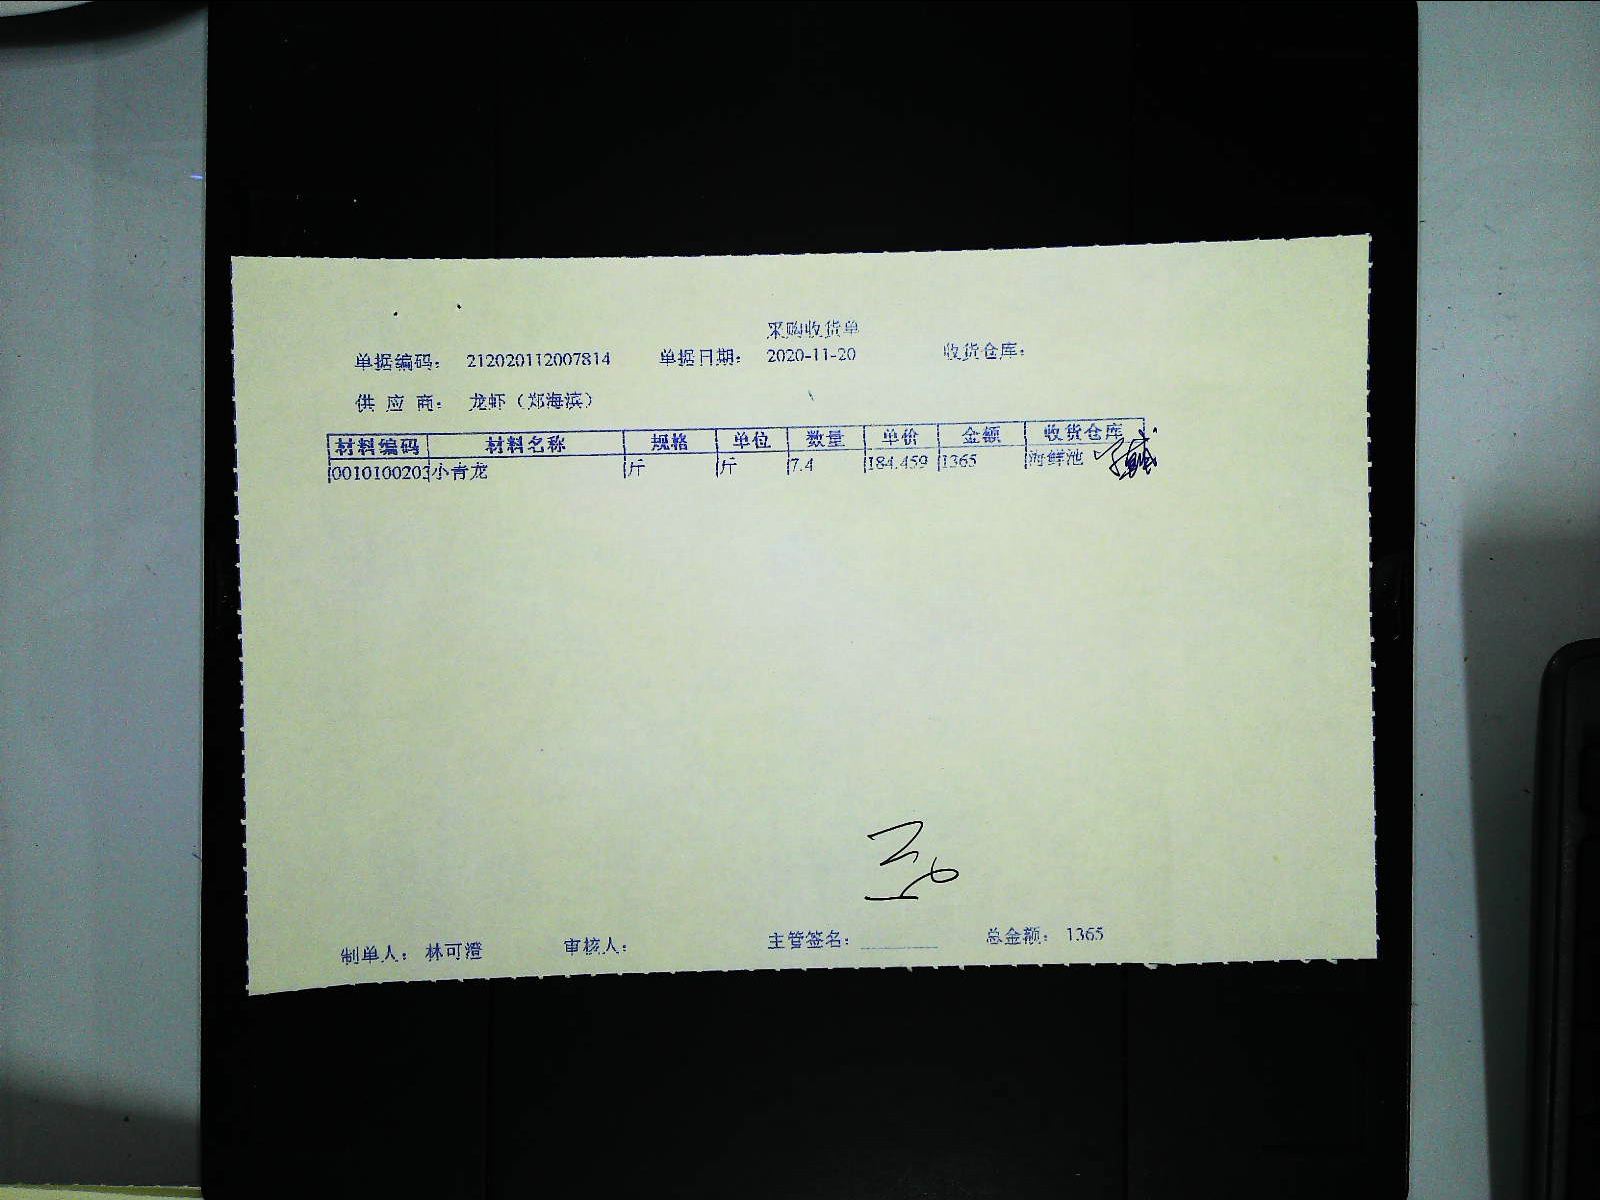 采购收货单
单据编码： 212020112007814 单据日期： 2020-11-20 收货仓库：
供 应 商： 龙虾（郑海滨）
材料编码 材料名称 规格 单位 数量 单价 金额 收货仓库
0010100203 小青龙 斤 斤 7.4 184.459 1365 海鲜池
制单人： 林可澄 审核人： 主管签名： 总金额： 1365